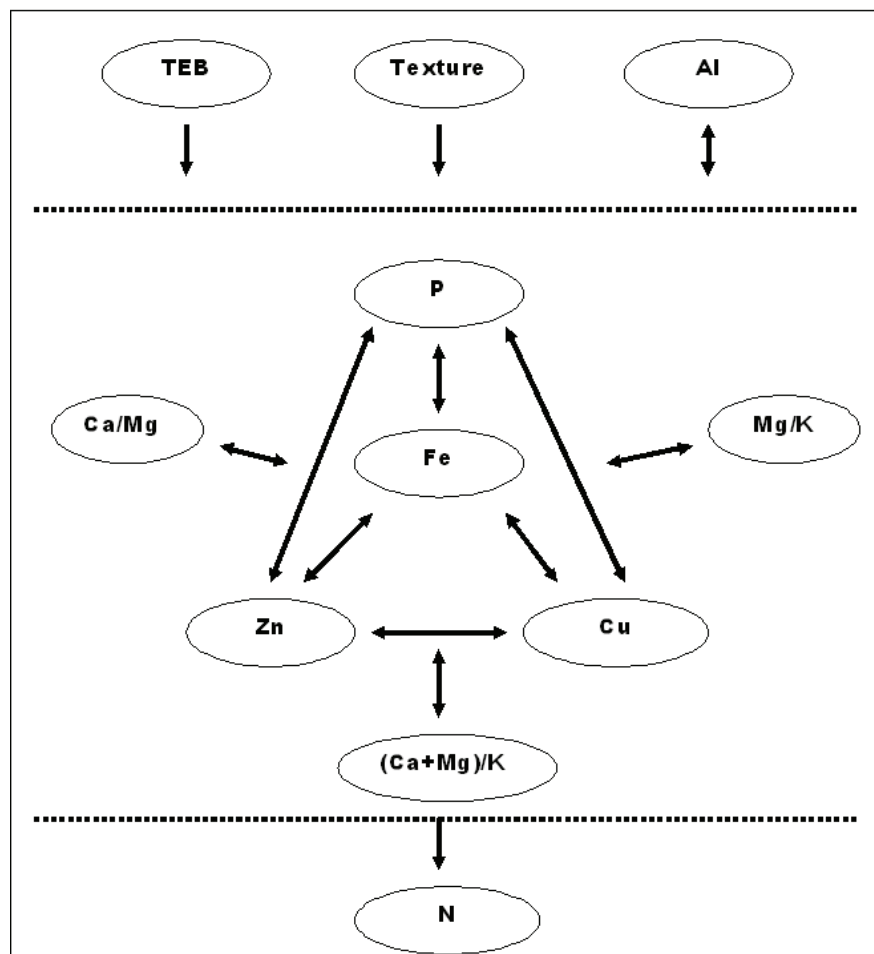 TEB Texture Al
P
Ca/Mg Mg/K
Fe
Zn Cu
(Ca+Mg)/K
N